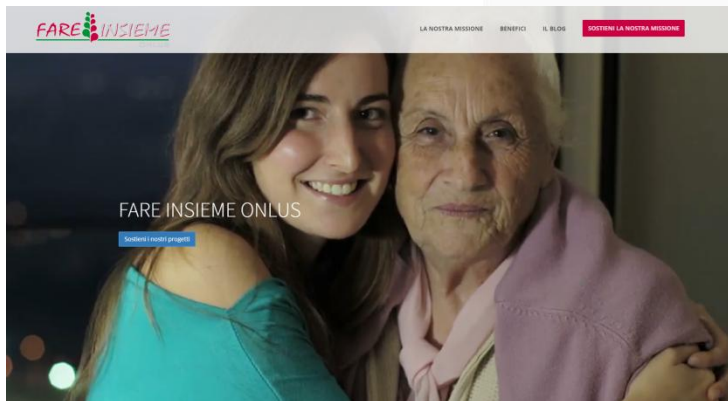 FARE INSIEME
LA NOSTRA MISSIONE
BENEFICI
IL BLOG
SOSTIENI LA NOSTRA MISSIONE
FARE INSIEME ONLUS
Sostieni i nostri progetti